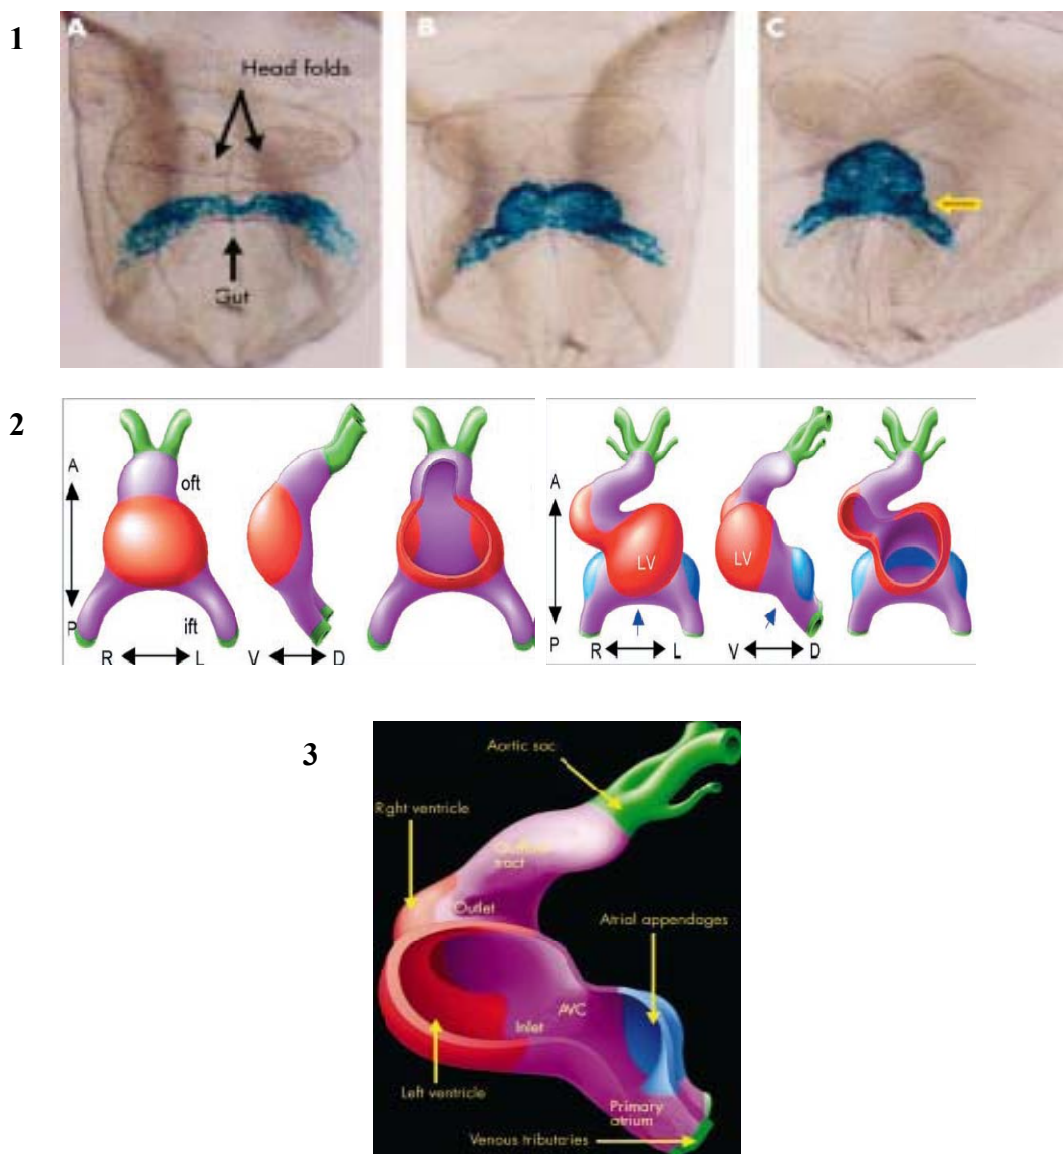 1
A
B
C
Head folds
Gut
2
A
oft
P
ift
R L
V D
A
LV
LV
P
R L
V D
3
Aortic sac
Right ventricle
Outflow
tract
Outlet
Atrial appendages
AVC
Inlet
Left ventricle
Primary
atrium
Venous tributaries